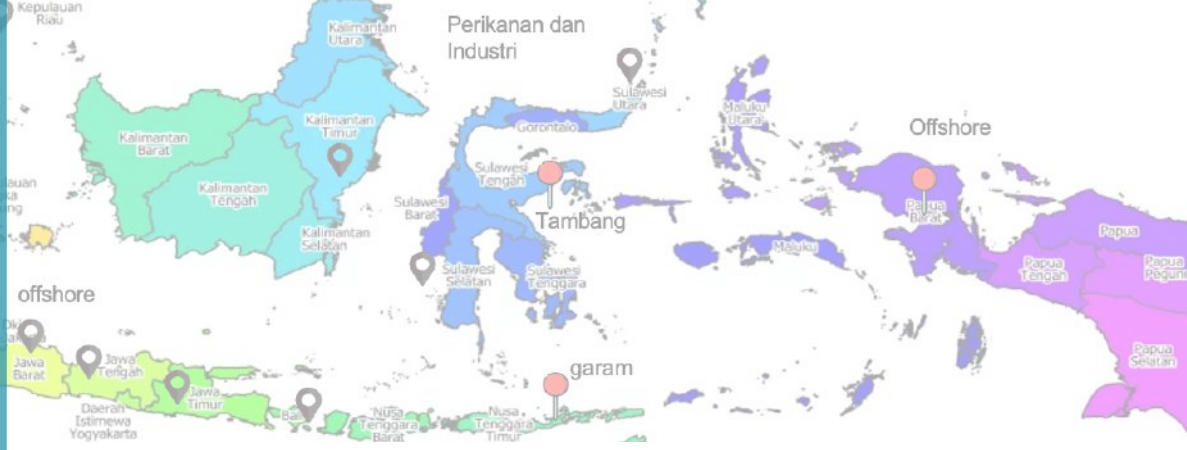 Kepulauan
Riau
Kalimantan
Utara
Perikanan dan
Industri
Sulawesi
Utara
Maluku
Utara
Offshore
Kalimantan
Barat
Kalimantan
Timur
Gorontalo
Kalimantan
Tengah
Sulawesi
Tengah
Sulawesi
Barat
Tambang
Papua
Barat
Kalimantan
Selatan
Papua
Maluku
Sulawesi
Selatan
Sulawesi
Tenggara
Papua
Tengah
Papua
offshore
Jawa
Barat
Jawa
Tengah
Jawa
Timur
garam
Papua
Selatan
Daerah
Istimewa
Yogyakarta
Nusa
Tenggara
Barat
Nusa
Tenggara
Timur